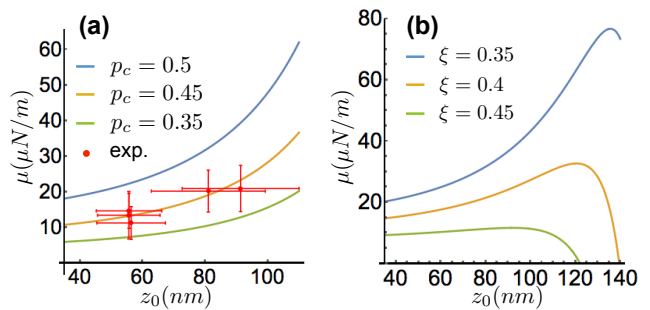 (a)
60
50
40
30
20
10
μ(μN/m)
p_c = 0.5
p_c = 0.45
p_c = 0.35
exp.
40 60 80 100
z_0(nm)
(b)
80
60
40
20
μ(μN/m)
ξ = 0.35
ξ = 0.4
ξ = 0.45
40 60 80 100 120 140
z_0(nm)